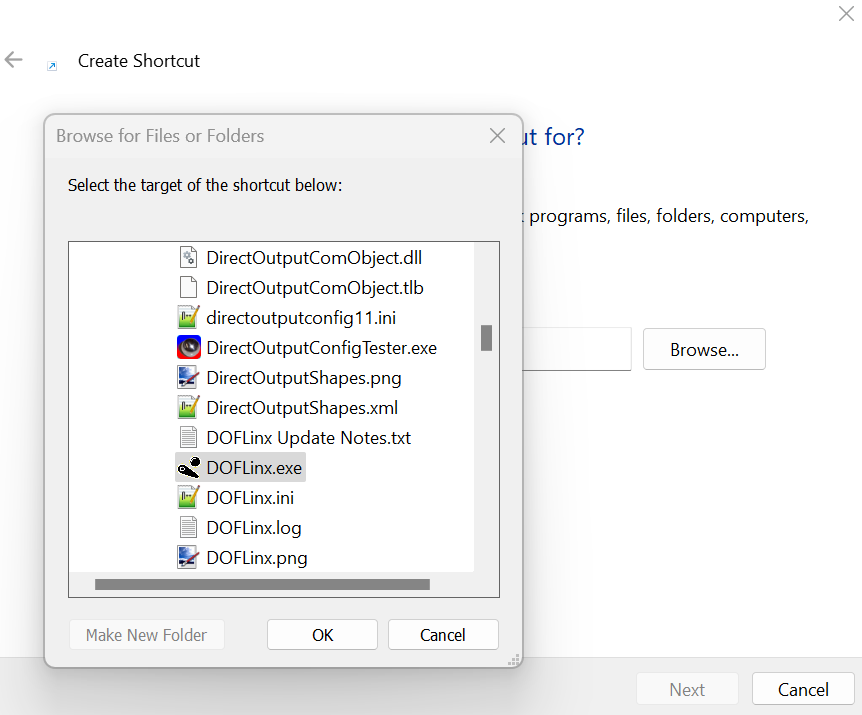 Create Shortcut
Browse for Files or Folders
ut for?
Select the target of the shortcut below:
programs, files, folders, computers,
DirectOutputComObject.dll
DirectOutputComObject.tlb
directoutputconfig11.ini
DirectOutputConfigTester.exe
Browse...
DirectOutputShapes.png
DirectOutputShapes.xml
DOFLinx Update Notes.txt
DOFLinx.exe
DOFLinx.ini
DOFLinx.log
DOFLinx.png
Make New Folder
OK
Cancel
Next
Cancel